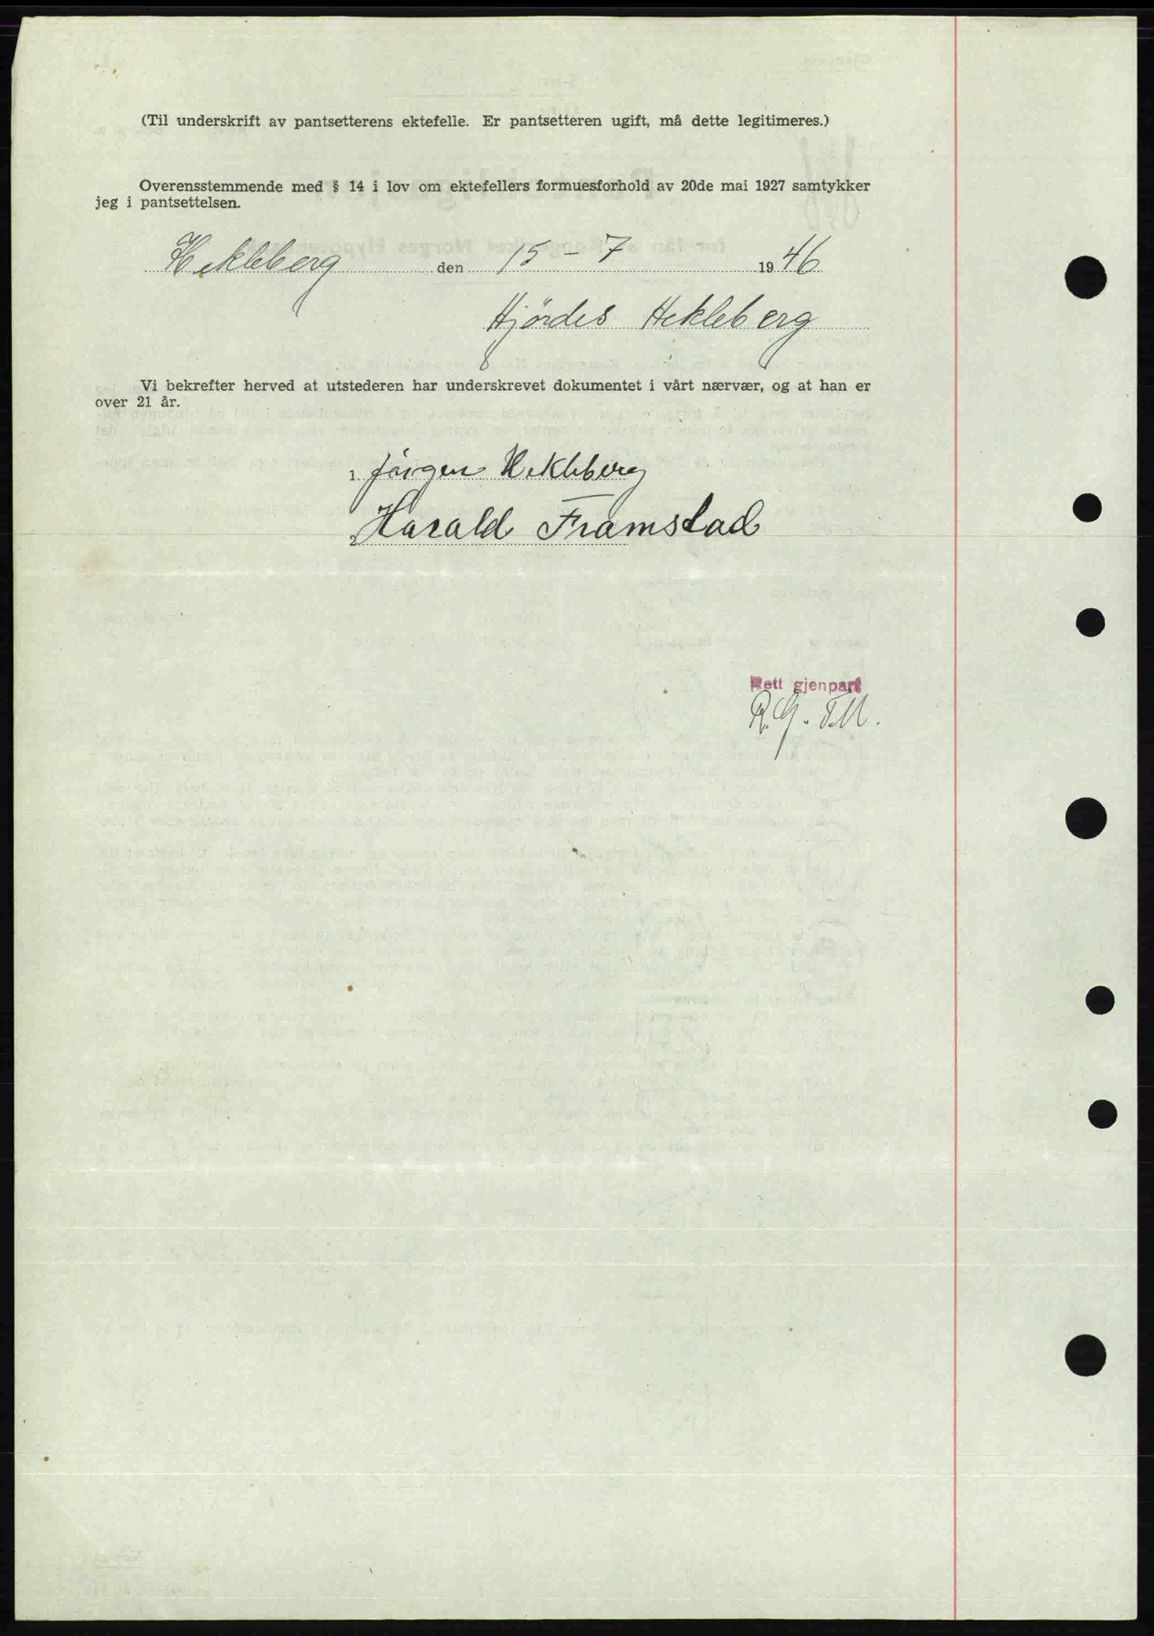 (Til underskrift av pantsetterens ektefelle. Er pantsetteren ugift, må dette legitimeres.)
Overensstemmende med § 14 i lov om ektefellers formuesforhold av 20de mai 1927 samtykker
jeg i pantsettelsen.
Hekleberg den 15 - 7 1946
Hjördis Hekleberg
Vi bekrefter herved at utstederen har underskrevet dokumentet i vårt nærvær, og at han er
over 21 år.
1. Jörgen Hekleberg
2. Harald Framstad
Rett gjenpart